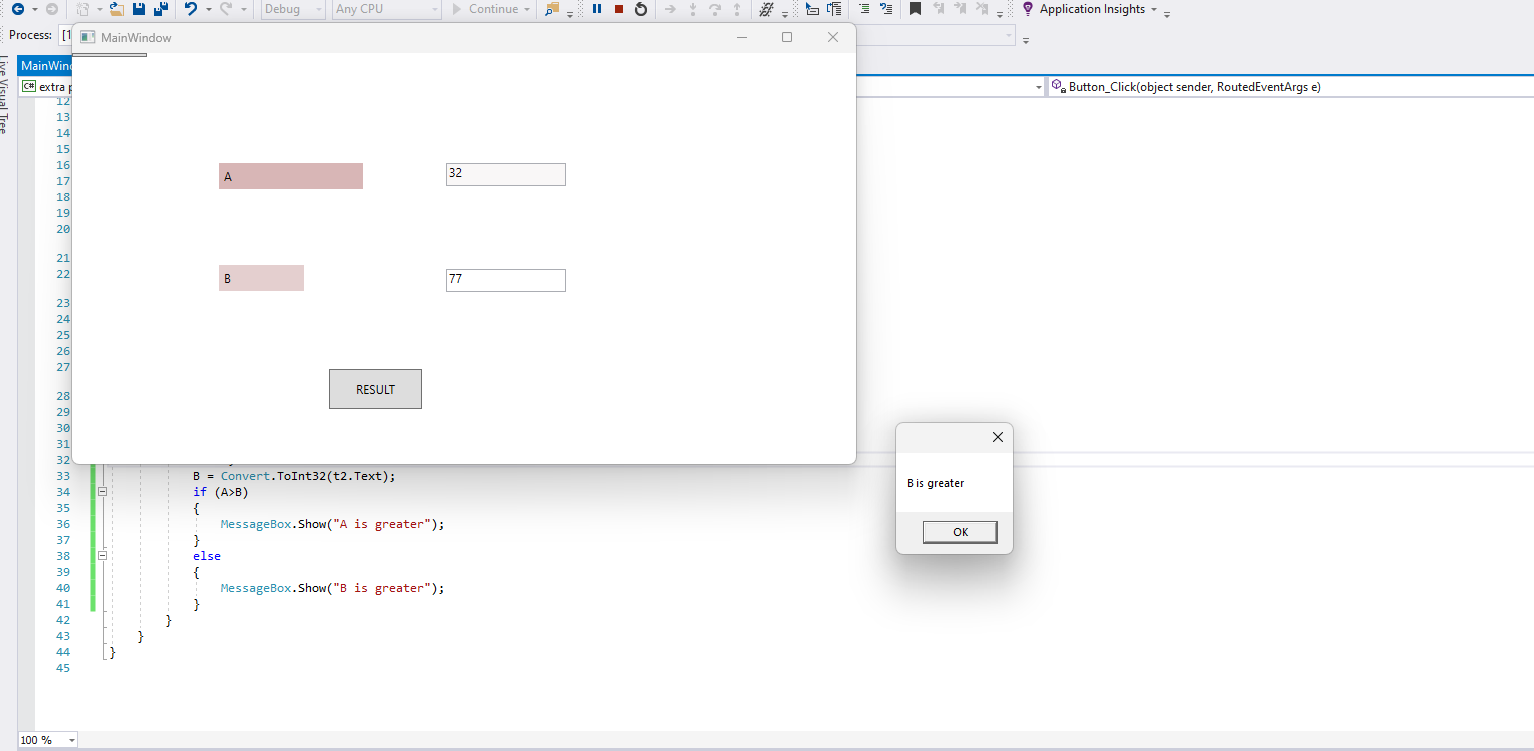 Debug
Any CPU
Continue
Application Insights
Process:
MainWindow
Live Visual Tree
C# extra
Button_Click(object sender, RoutedEventArgs e)
12
13
14
15
16
17
18
19
20
21
22
23
24
25
26
27
28
29
30
31
32
A
32
B
77
RESULT
33 B = Convert.ToInt32(t2.Text);
34 if (A>B)
35 {
36 MessageBox.Show("A is greater");
37 }
38 else
39 {
40 MessageBox.Show("B is greater");
41 }
42 }
43 }
44 }
45
B is greater
OK
100 %